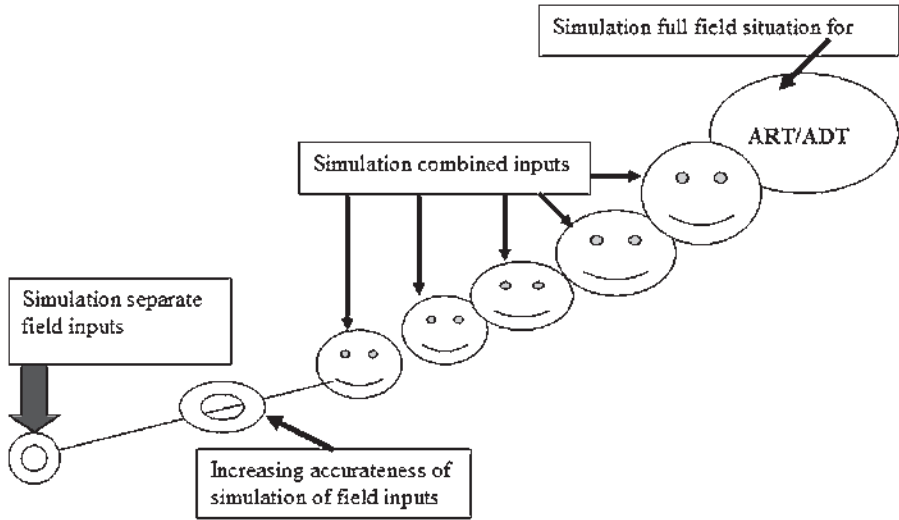 Simulation full field situation for
ART/ADT
Simulation combined inputs
Simulation separate
field inputs
Increasing accurateness of
simulation of field inputs